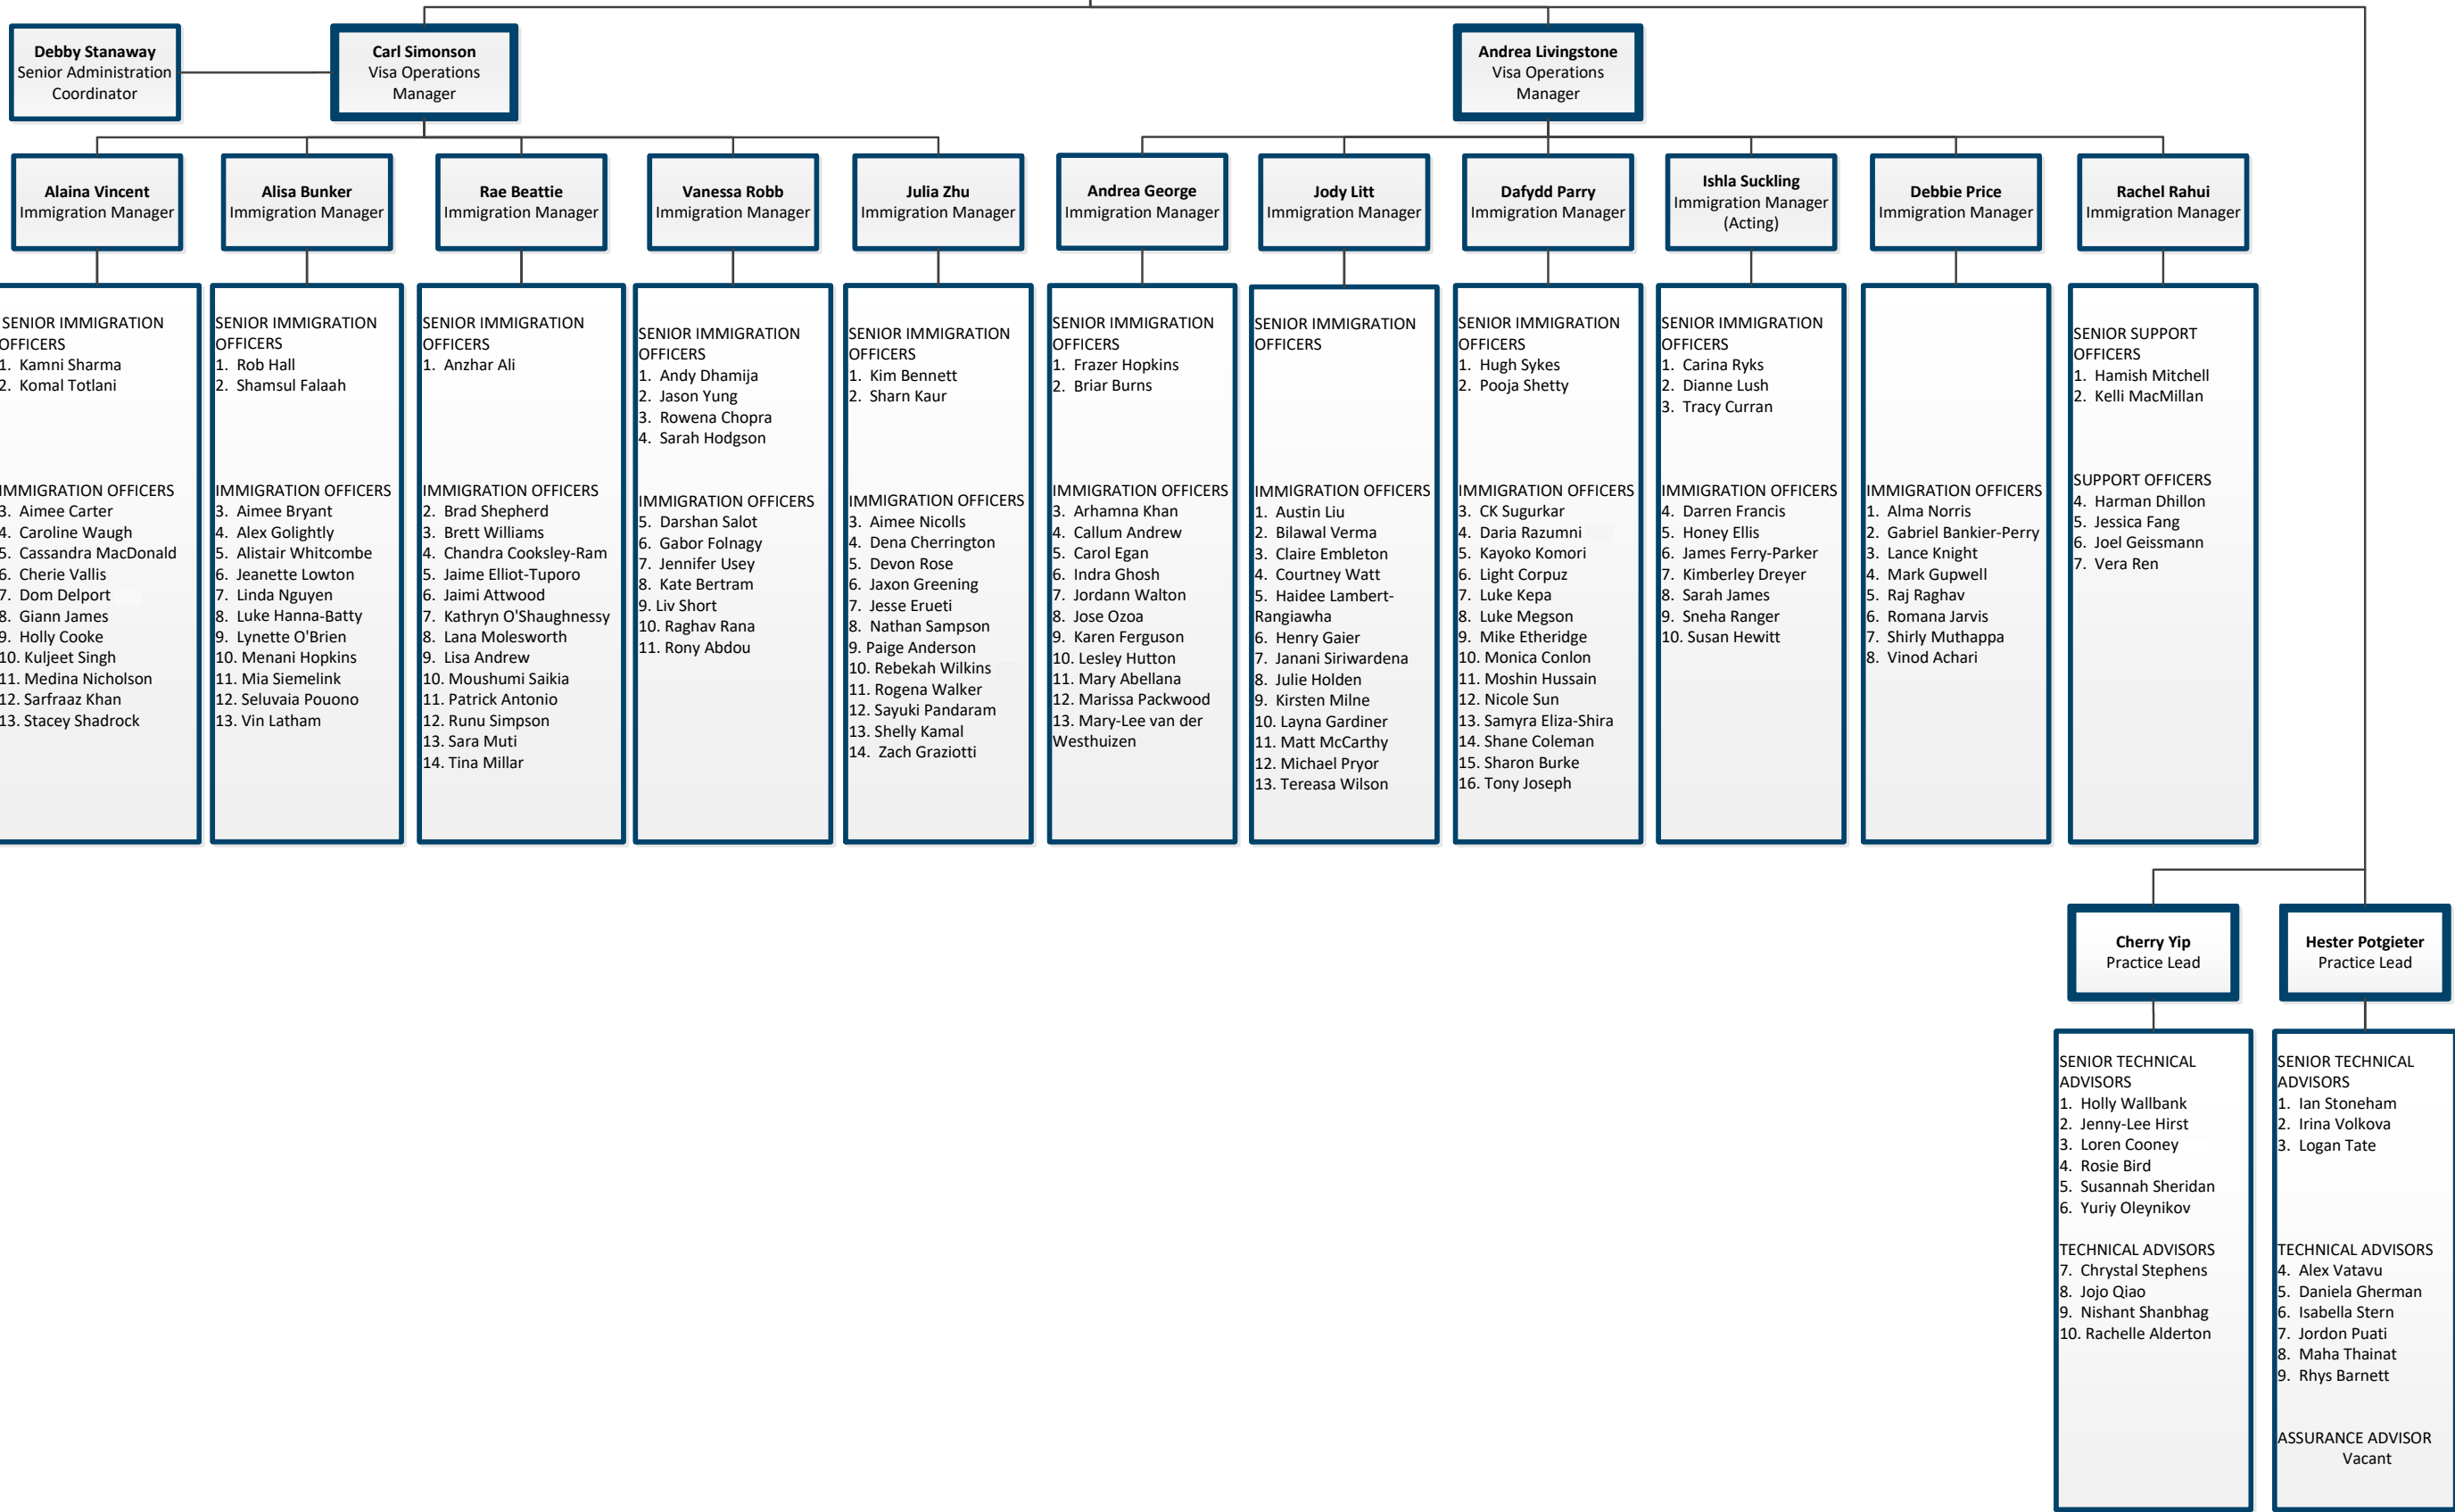 Debby Stanaway
Senior Administration
Coordinator
Carl Simonson
Visa Operations
Manager
Andrea Livingstone
Visa Operations
Manager
Alaina Vincent
Immigration Manager
Alisa Bunker
Immigration Manager
Rae Beattie
Immigration Manager
Vanessa Robb
Immigration Manager
Julia Zhu
Immigration Manager
Andrea George
Immigration Manager
Jody Litt
Immigration Manager
Dafydd Parry
Immigration Manager
Ishla Suckling
Immigration Manager
(Acting)
Debbie Price
Immigration Manager
Rachel Rahui
Immigration Manager
SENIOR IMMIGRATION
OFFICERS
1. Kamni Sharma
2. Komal Totlani
IMMIGRATION OFFICERS
3. Aimee Carter
4. Caroline Waugh
5. Cassandra MacDonald
6. Cherie Vallis
7. Dom Delport
8. Giann James
9. Holly Cooke
10. Kuljeet Singh
11. Medina Nicholson
12. Sarfraaz Khan
13. Stacey Shadrock
SENIOR IMMIGRATION
OFFICERS
1. Rob Hall
2. Shamsul Falaah
IMMIGRATION OFFICERS
3. Aimee Bryant
4. Alex Golightly
5. Alistair Whitcombe
6. Jeanette Lowton
7. Linda Nguyen
8. Luke Hanna-Batty
9. Lynette O'Brien
10. Menani Hopkins
11. Mia Siemelink
12. Seluvaia Pouono
13. Vin Latham
SENIOR IMMIGRATION
OFFICERS
1. Anzhar Ali
IMMIGRATION OFFICERS
2. Brad Shepherd
3. Brett Williams
4. Chandra Cooksley-Ram
5. Jaime Elliot-Tuporo
6. Jaimi Attwood
7. Kathryn O'Shaughnessy
8. Lana Molesworth
9. Lisa Andrew
10. Moushumi Saikia
11. Patrick Antonio
12. Runu Simpson
13. Sara Muti
14. Tina Millar
SENIOR IMMIGRATION
OFFICERS
1. Andy Dhamija
2. Jason Yung
3. Rowena Chopra
4. Sarah Hodgson
IMMIGRATION OFFICERS
5. Darshan Salot
6. Gabor Folnagy
7. Jennifer Usey
8. Kate Bertram
9. Liv Short
10. Raghav Rana
11. Rony Abdou
SENIOR IMMIGRATION
OFFICERS
1. Kim Bennett
2. Sharn Kaur
IMMIGRATION OFFICERS
3. Aimee Nicolls
4. Dena Cherrington
5. Devon Rose
6. Jaxon Greening
7. Jesse Erueti
8. Nathan Sampson
9. Paige Anderson
10. Rebekah Wilkins
11. Rogena Walker
12. Sayuki Pandaram
13. Shelly Kamal
14. Zach Graziotti
SENIOR IMMIGRATION
OFFICERS
1. Frazer Hopkins
2. Briar Burns
IMMIGRATION OFFICERS
3. Arhamna Khan
4. Callum Andrew
5. Carol Egan
6. Indra Ghosh
7. Jordann Walton
8. Jose Ozoa
9. Karen Ferguson
10. Lesley Hutton
11. Mary Abellana
12. Marissa Packwood
13. Mary-Lee van der
Westhuizen
SENIOR IMMIGRATION
OFFICERS
IMMIGRATION OFFICERS
1. Austin Liu
2. Bilawal Verma
3. Claire Embleton
4. Courtney Watt
5. Haidee Lambert-
Rangiawha
6. Henry Gaier
7. Janani Siriwardena
8. Julie Holden
9. Kirsten Milne
10. Layna Gardiner
11. Matt McCarthy
12. Michael Pryor
13. Tereasa Wilson
SENIOR IMMIGRATION
OFFICERS
1. Hugh Sykes
2. Pooja Shetty
IMMIGRATION OFFICERS
3. CK Sugurkar
4. Daria Razumni
5. Kayoko Komori
6. Light Corpuz
7. Luke Kepa
8. Luke Megson
9. Mike Etheridge
10. Monica Conlon
11. Moshin Hussain
12. Nicole Sun
13. Samyra Eliza-Shira
14. Shane Coleman
15. Sharon Burke
16. Tony Joseph
SENIOR IMMIGRATION
OFFICERS
1. Carina Ryks
2. Dianne Lush
3. Tracy Curran
IMMIGRATION OFFICERS
4. Darren Francis
5. Honey Ellis
6. James Ferry-Parker
7. Kimberley Dreyer
8. Sarah James
9. Sneha Ranger
10. Susan Hewitt
IMMIGRATION OFFICERS
1. Alma Norris
2. Gabriel Bankier-Perry
3. Lance Knight
4. Mark Gupwell
5. Raj Raghav
6. Romana Jarvis
7. Shirly Muthappa
8. Vinod Achari
SENIOR SUPPORT
OFFICERS
1. Hamish Mitchell
2. Kelli MacMillan
SUPPORT OFFICERS
4. Harman Dhillon
5. Jessica Fang
6. Joel Geissmann
7. Vera Ren
Cherry Yip
Practice Lead
Hester Potgieter
Practice Lead
SENIOR TECHNICAL
ADVISORS
1. Holly Wallbank
2. Jenny-Lee Hirst
3. Loren Cooney
4. Rosie Bird
5. Susannah Sheridan
6. Yuriy Oleynikov
TECHNICAL ADVISORS
7. Chrystal Stephens
8. Jojo Qiao
9. Nishant Shanbhag
10. Rachelle Alderton
SENIOR TECHNICAL
ADVISORS
1. Ian Stoneham
2. Irina Volkova
3. Logan Tate
TECHNICAL ADVISORS
4. Alex Vatavu
5. Daniela Gherman
6. Isabella Stern
7. Jordon Puati
8. Maha Thainat
9. Rhys Barnett
ASSURANCE ADVISOR
Vacant